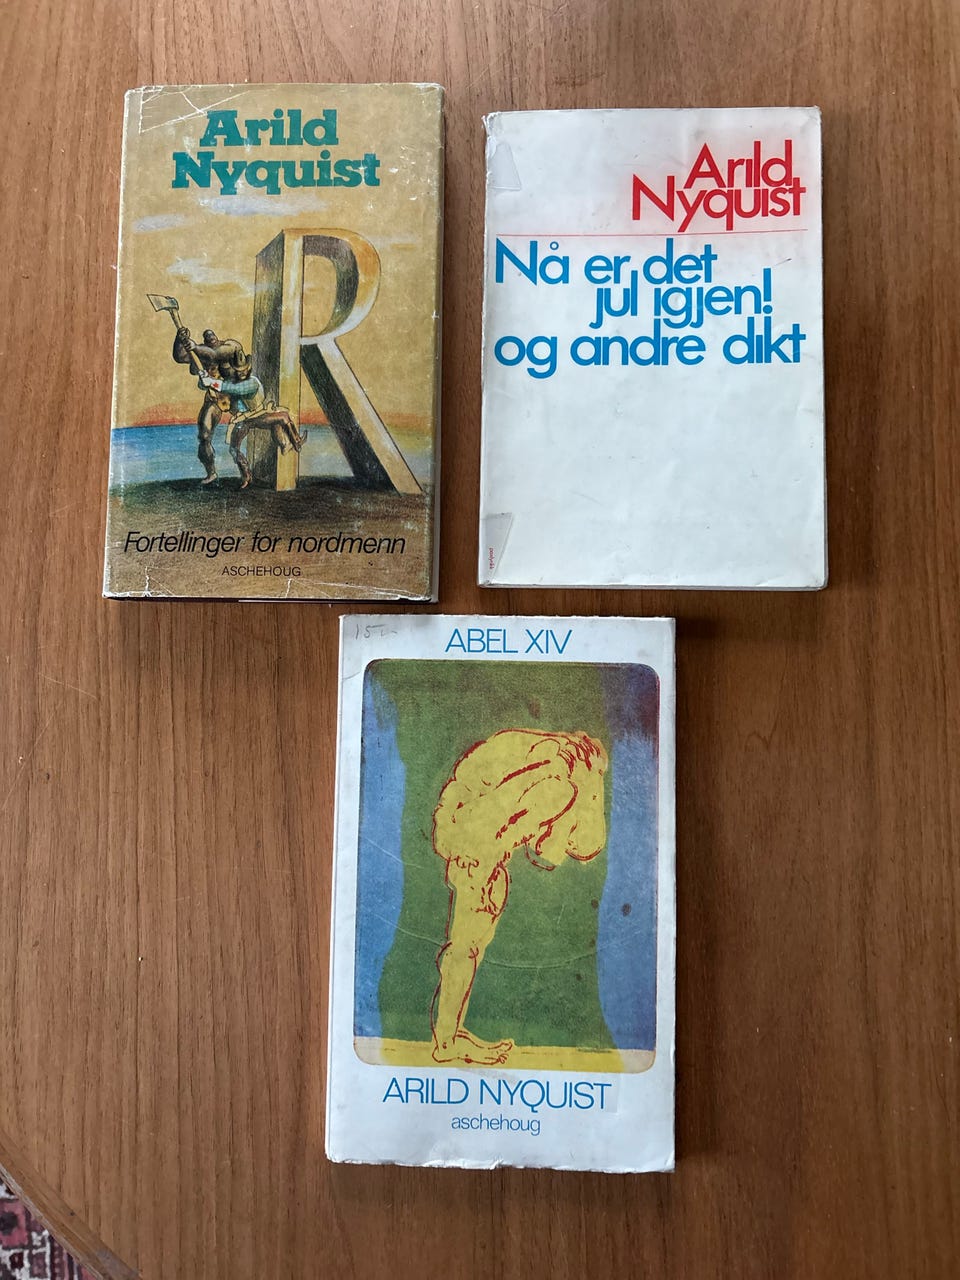 Arild
Nyquist
R
Fortellinger for nordmenn
ASCHEHOUG
Arild
Nyquist
Nå er det
jul igjen!
og andre dikt
15.-
ABEL XIV
ARILD NYQUIST
aschehoug